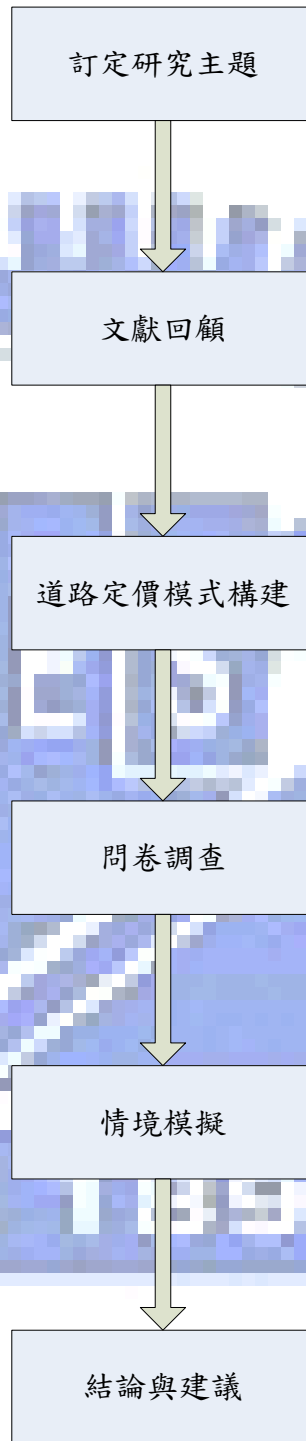 訂定研究主題
文獻回顧
道路定價模式構建
問卷調查
情境模擬
結論與建議